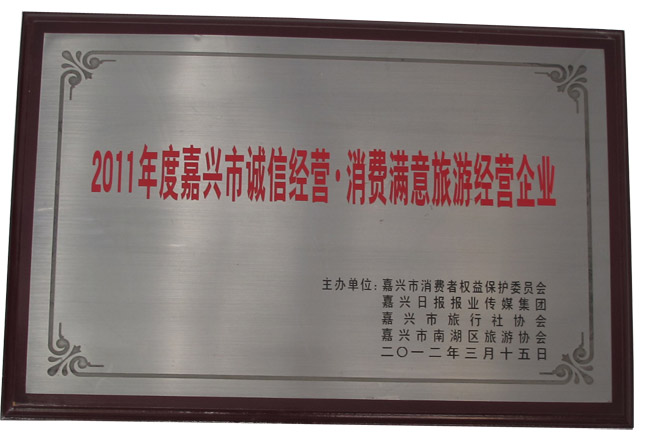 2011年度嘉兴市诚信经营·消费满意旅游经营企业
主办单位:嘉兴市消费者权益保护委员会
嘉兴日报报业传媒集团
嘉兴市旅行社协会
嘉兴市南湖区旅游协会
二〇一二年三月十五日